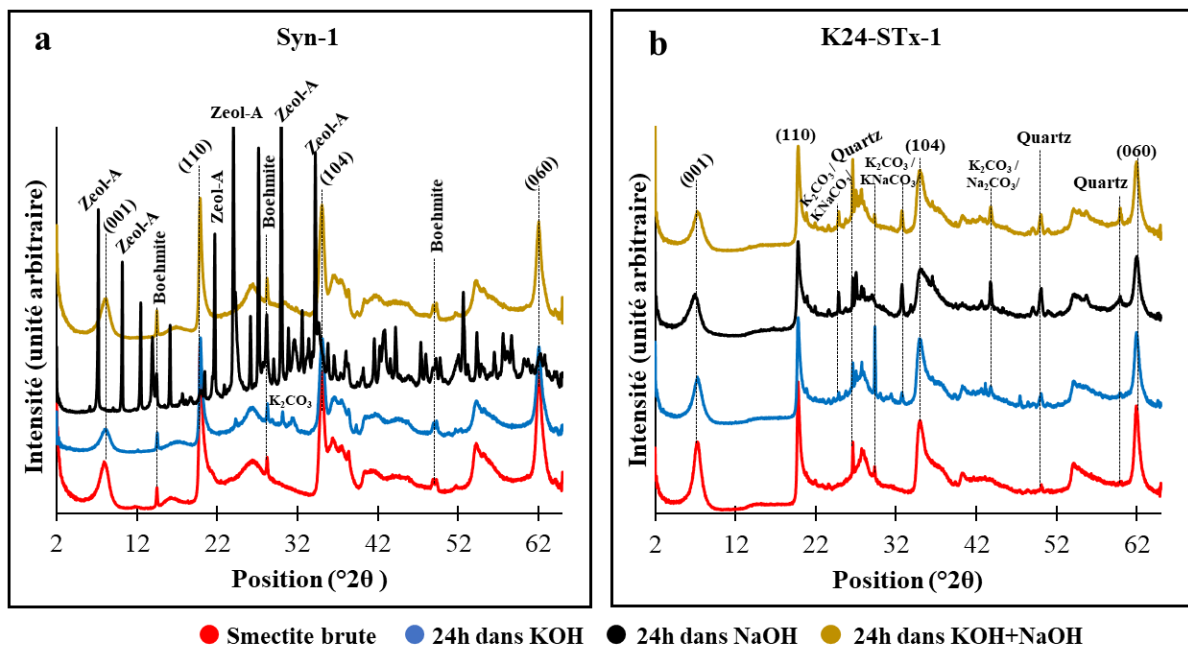 a
Syn-1
Intensité (unité arbitraire)
Zeol-A
(001)
Zeol-A
Boehmite
(110)
Zeol-A
Zeol-A
Boehmite
Zeol-A
Zeol-A
(104)
Boehmite
(060)
K₂CO₃
2 12 22 32 42 52 62
Position (°2θ )
b
K24-STx-1
Intensité (unité arbitraire)
(001)
(110)
K₂CO₃ /
KNaCO₃/
Quartz
K₂CO₃ /
KNaCO₃/
(104)
K₂CO₃ /
Na₂CO₃/
Quartz
Quartz
(060)
2 12 22 32 42 52 62
Position (°2θ)
Smectite brute 24h dans KOH 24h dans NaOH 24h dans KOH+NaOH